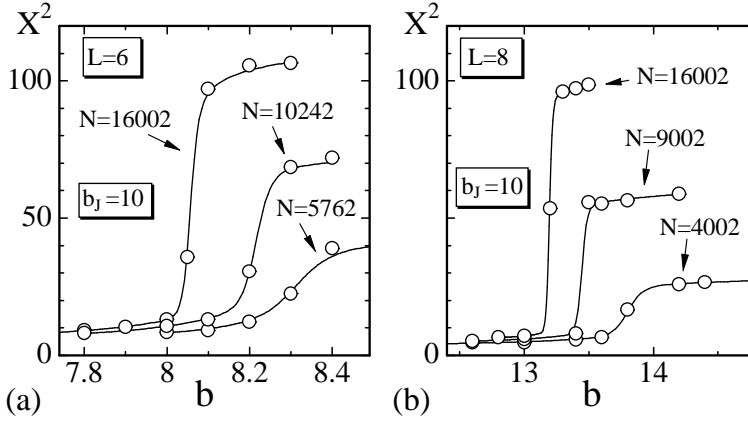 X²
100
50
0
L=6
N=16002
N=10242
b_J=10
N=5762
7.8
8
8.2
8.4
(a)
b
X²
100
50
0
L=8
N=16002
N=9002
b_J=10
N=4002
13
14
(b)
b